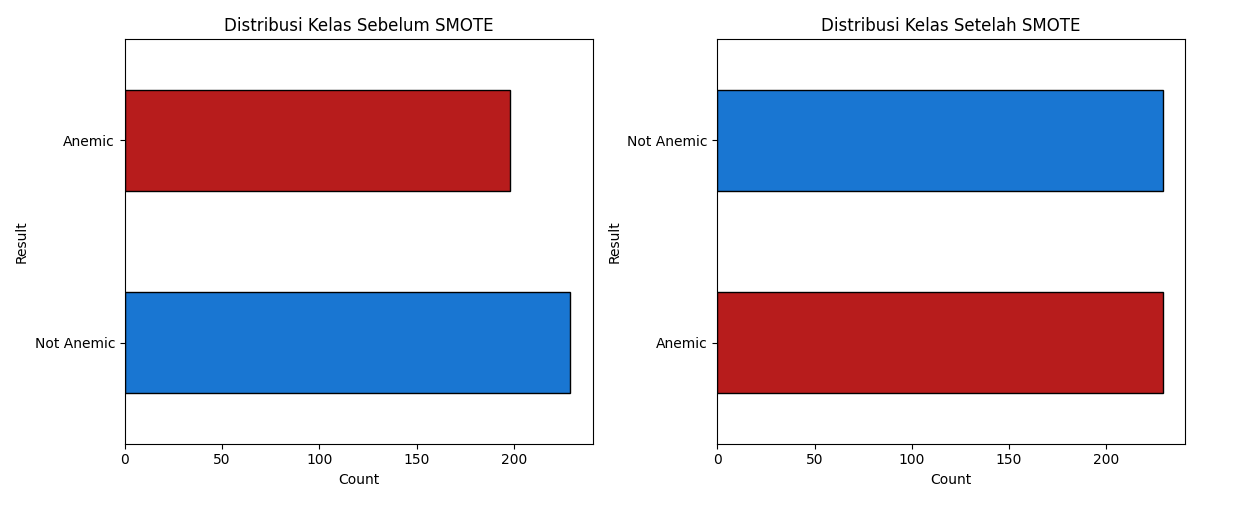 Distribusi Kelas Sebelum SMOTE
Anemic
Not Anemic
Result
0 50 100 150 200
Count
Distribusi Kelas Setelah SMOTE
Not Anemic
Anemic
Result
0 50 100 150 200
Count